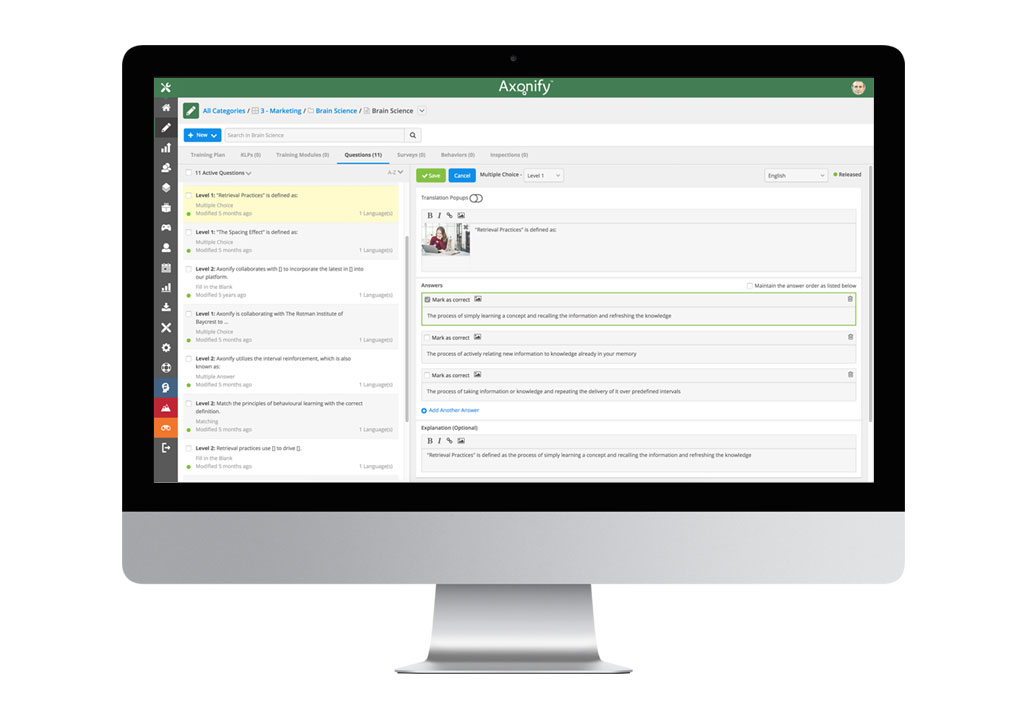 Axonify
All Categories / 3 - Marketing / Brain Science / Brain Science
+ New
Search in Brain Science
Training Plan KLPs (0) Training Modules (0) Questions (11) Surveys (0) Behaviors (0) Inspections (0)
11 Active Questions
A-Z
Level 1: "Retrieval Practices" is defined as:
Multiple Choice
Modified 5 months ago 1 Language(s)
Level 1: "The Spacing Effect" is defined as:
Multiple Choice
Modified 5 months ago 1 Language(s)
Level 2: Axonify collaborates with [] to incorporate the latest in [] into
our platform.
Fill in the Blank
Modified 5 years ago 1 Language(s)
Level 1: Axonify is collaborating with The Rotman Institute of
Baycrest to ...
Multiple Choice
Modified 5 months ago 1 Language(s)
Level 2: Axonify utilizes the interval reinforcement, which is also
known as:
Multiple Answer
Modified 5 months ago 1 Language(s)
Level 2: Match the principles of behavioural learning with the correct
definition.
Matching
Modified 5 months ago 1 Language(s)
Level 2: Retrieval practices use [] to drive [].
Fill in the Blank
Modified 5 months ago 1 Language(s)
Save Cancel Multiple Choice - Level 1 English Released
Translation Popups
B I
"Retrieval Practices" is defined as:
Answers
Maintain the answer order as listed below
Mark as correct
The process of simply learning a concept and recalling the information and refreshing the knowledge
Mark as correct
The process of actively relating new information to knowledge already in your memory
Mark as correct
The process of taking information or knowledge and repeating the delivery of it over predefined intervals
Add Another Answer
Explanation (Optional)
B I
"Retrieval Practices" is defined as the process of simply learning a concept and recalling the information and refreshing the knowledge